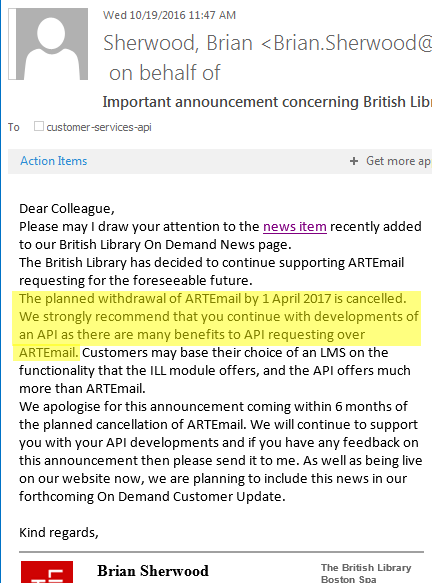 Wed 10/19/2016 11:47 AM
Sherwood, Brian <Brian.Sherwood@
on behalf of
Important announcement concerning British
To customer-services-api
Action Items + Get more
Dear Colleague,
Please may I draw your attention to the news item recently added
to our British Library On Demand News page.
The British Library has decided to continue supporting ARTEmail
requesting for the foreseeable future.
The planned withdrawal of ARTEmail by 1 April 2017 is cancelled.
We strongly recommend that you continue with developments of
an API as there are many benefits to API requesting over
ARTEmail. Customers may base their choice of an LMS on the
functionality that the ILL module offers, and the API offers much
more than ARTEmail.
We apologise for this announcement coming within 6 months of
the planned cancellation of ARTEmail. We will continue to support
you with your API developments and if you have any feedback on
this announcement then please send it to me. As well as being live
on our website now, we are planning to include this news in our
forthcoming On Demand Customer Update.
Kind regards,
Brian Sherwood
The British Library
Boston Spa